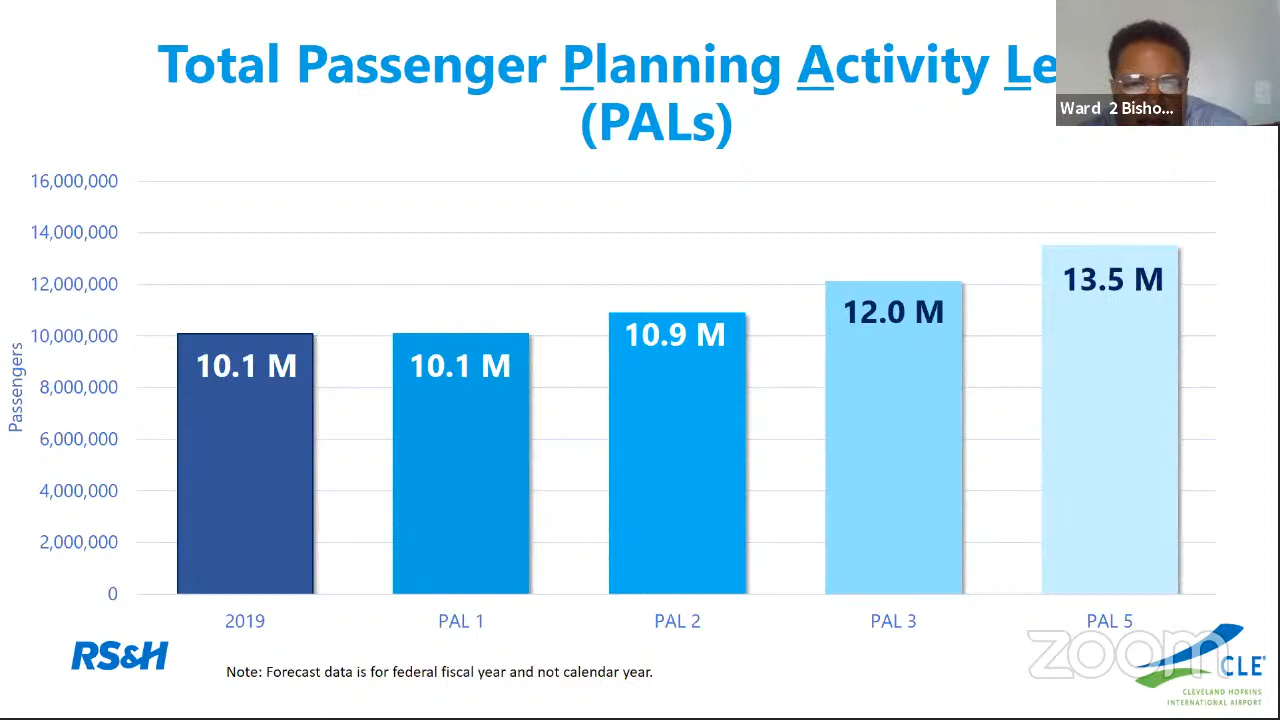 Total Passenger Planning Activity Le
(PALs)
Ward 2 Bisho...
16,000,000
14,000,000
12,000,000
10,000,000
8,000,000
6,000,000
4,000,000
2,000,000
0
Passengers
10.1 M
10.1 M
10.9 M
12.0 M
13.5 M
2019
PAL 1
PAL 2
PAL 3
PAL 5
RS&H
Note: Forecast data is for federal fiscal year and not calendar year.
zoom
CLE
CLEVELAND HOPKINS
INTERNATIONAL AIRPORT